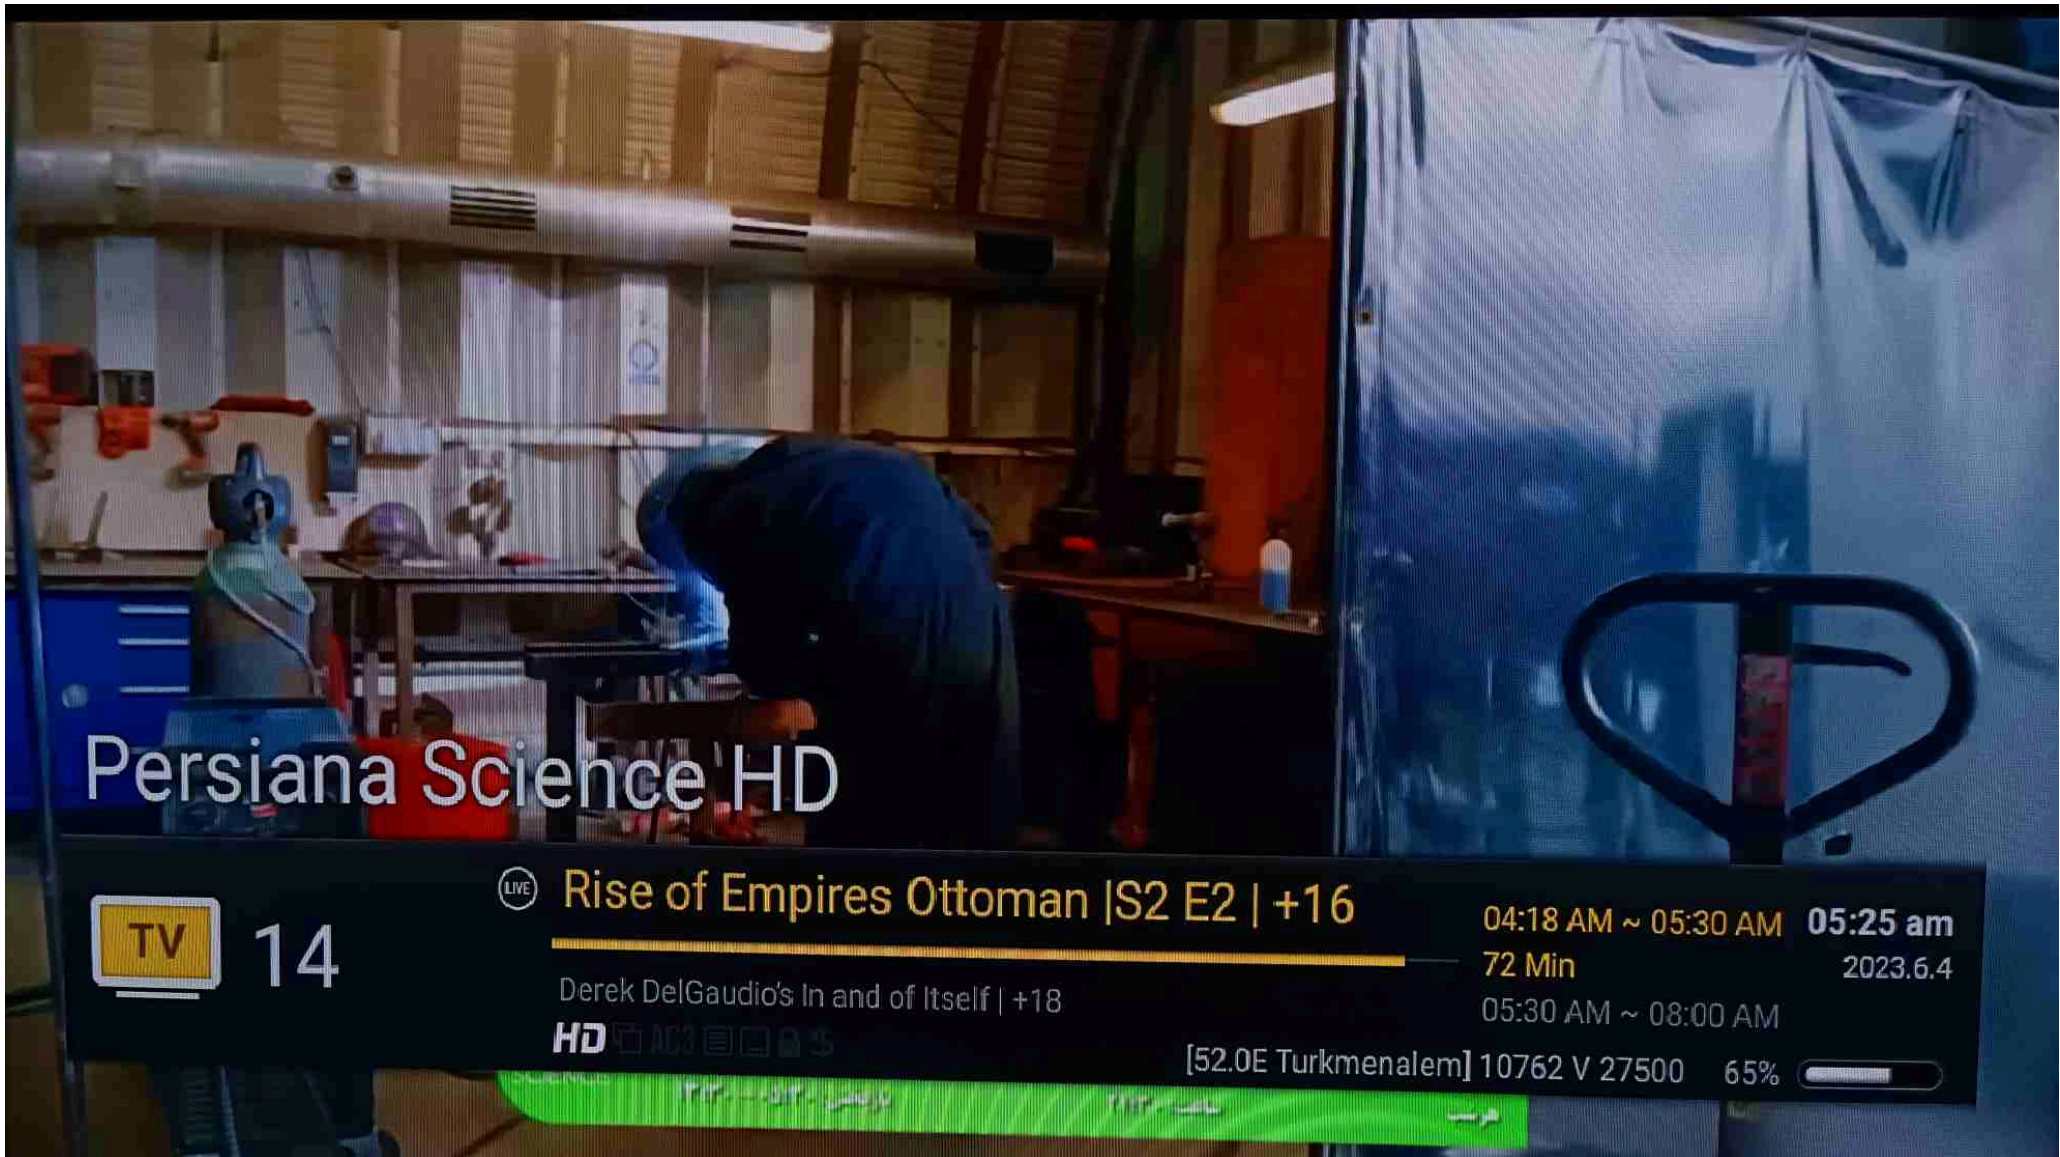 Persiana Science HD
TV
14
LIVE
Rise of Empires Ottoman |S2 E2 | +16
04:18 AM ~ 05:30 AM
05:25 am
72 Min
2023.6.4
Derek DelGaudio's In and of Itself | +18
05:30 AM ~ 08:00 AM
HD
AC3
[52.0E Turkmenalem] 10762 V 27500
65%
SCIENCE